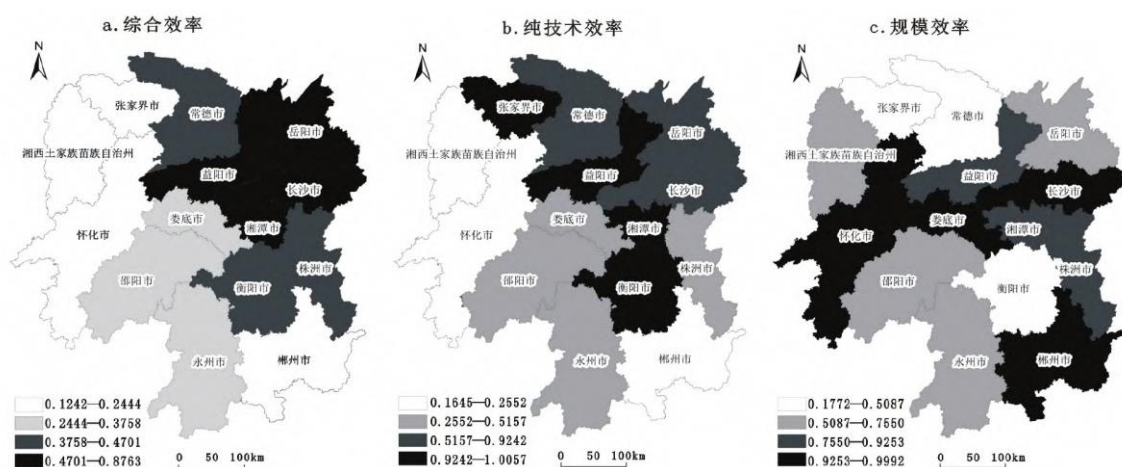 a.综合效率
N
张家界市
常德市
岳阳市
湘西土家族苗族自治州
益阳市
长沙市
娄底市
湘潭市
怀化市
株洲市
邵阳市
衡阳市
永州市
郴州市
0.1242—0.2444
0.2444—0.3758
0.3758—0.4701
0.4701—0.8763
0 100km
b.纯技术效率
N
张家界市
常德市
岳阳市
湘西土家族苗族自治州
益阳市
长沙市
娄底市
湘潭市
怀化市
株洲市
邵阳市
衡阳市
永州市
郴州市
0.1645—0.2552
0.2552—0.5157
0.5157—0.9242
0.9242—1.0057
0 100km
c.规模效率
N
张家界市
常德市
岳阳市
湘西土家族苗族自治州
益阳市
长沙市
娄底市
湘潭市
怀化市
株洲市
邵阳市
衡阳市
永州市
郴州市
0.1772—0.5087
0.5087—0.7550
0.7550—0.9253
0.9253—0.9992
0 100km